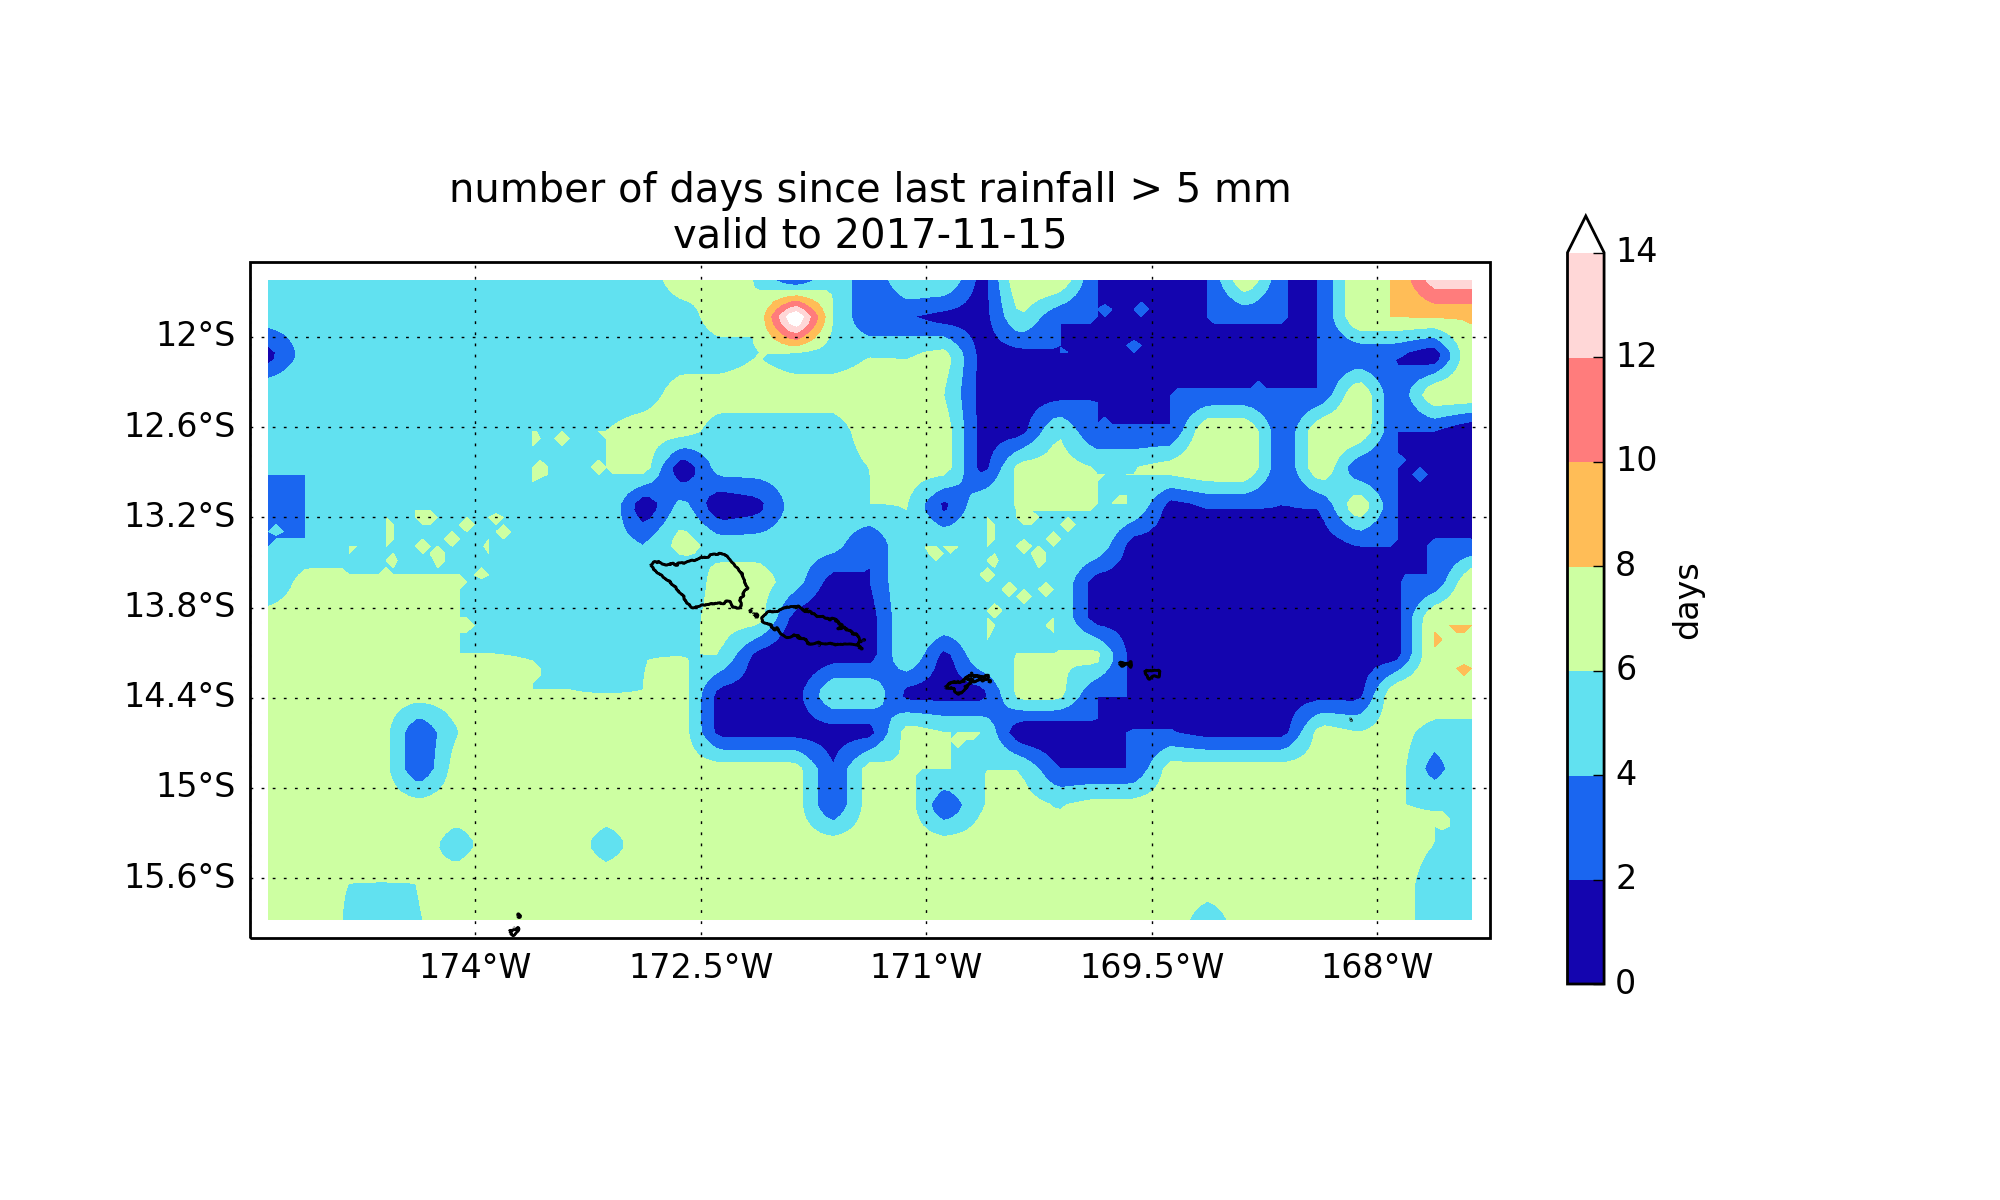 number of days since last rainfall > 5 mm
valid to 2017-11-15
12°S
12.6°S
13.2°S
13.8°S
14.4°S
15°S
15.6°S
174°W
172.5°W
171°W
169.5°W
168°W
14
12
10
8
6
4
2
0
days